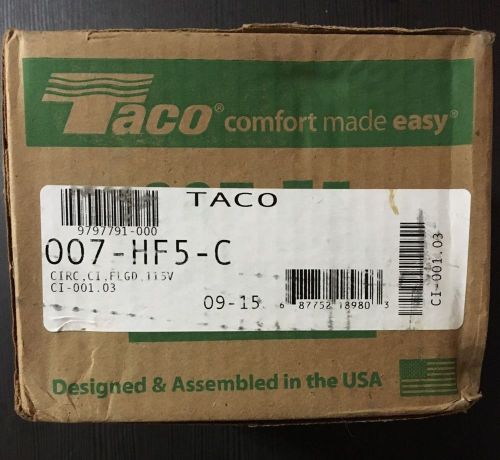 Taco® comfort made easy®
TACO
9797791-000
007-HF5-C
CIRC,CI,FLGD,115V
CI-001.03
09-15
6 87752 18980 3
CI-001.03
Designed & Assembled in the USA